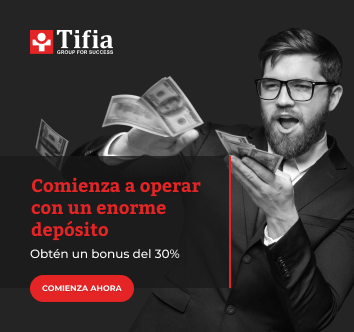 Tifia
GROUP FOR SUCCESS
Comienza a operar
con un enorme
depósito
Obtén un bonus del 30%
COMIENZA AHORA